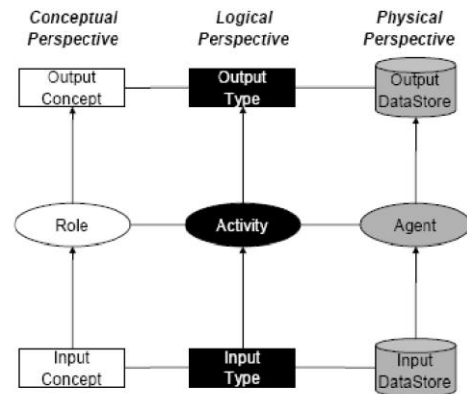 Conceptual Logical Physical
Perspective Perspective Perspective
Output Output Output
Concept Type DataStore
Role Activity Agent
Input Input Input
Concept Type DataStore